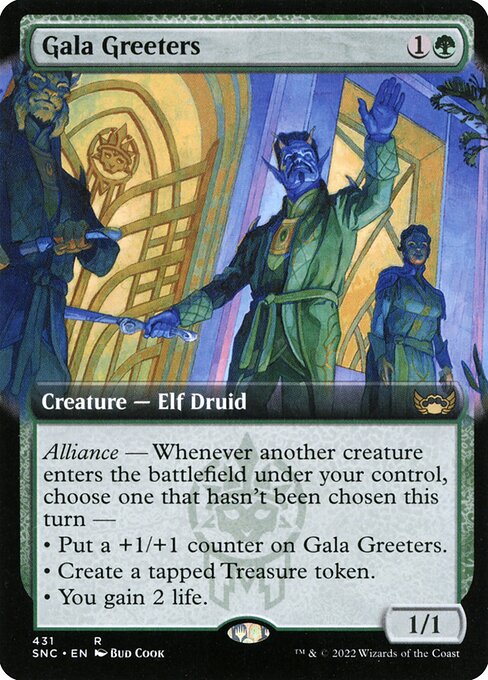 Gala Greeters 1
Creature — Elf Druid
Alliance — Whenever another creature
enters the battlefield under your control,
choose one that hasn't been chosen this
turn —
• Put a +1/+1 counter on Gala Greeters.
• Create a tapped Treasure token.
• You gain 2 life.
1/1
431 R
SNC • EN Bud Cook ™ & © 2022 Wizards of the Coast